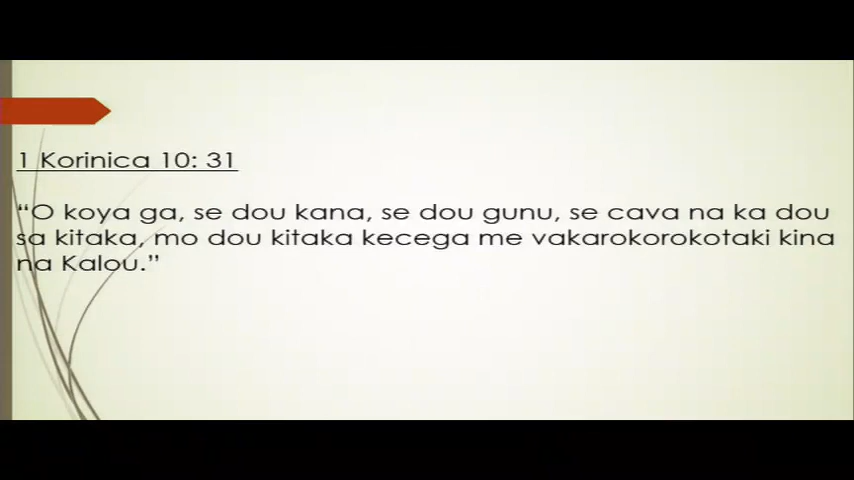 1 Korinica 10: 31
“O koya ga, se dou kana, se dou gunu, se cava na ka dou
sa kitaka, mo dou kitaka kecega me vakarokorokotaki kina
na Kalou.”